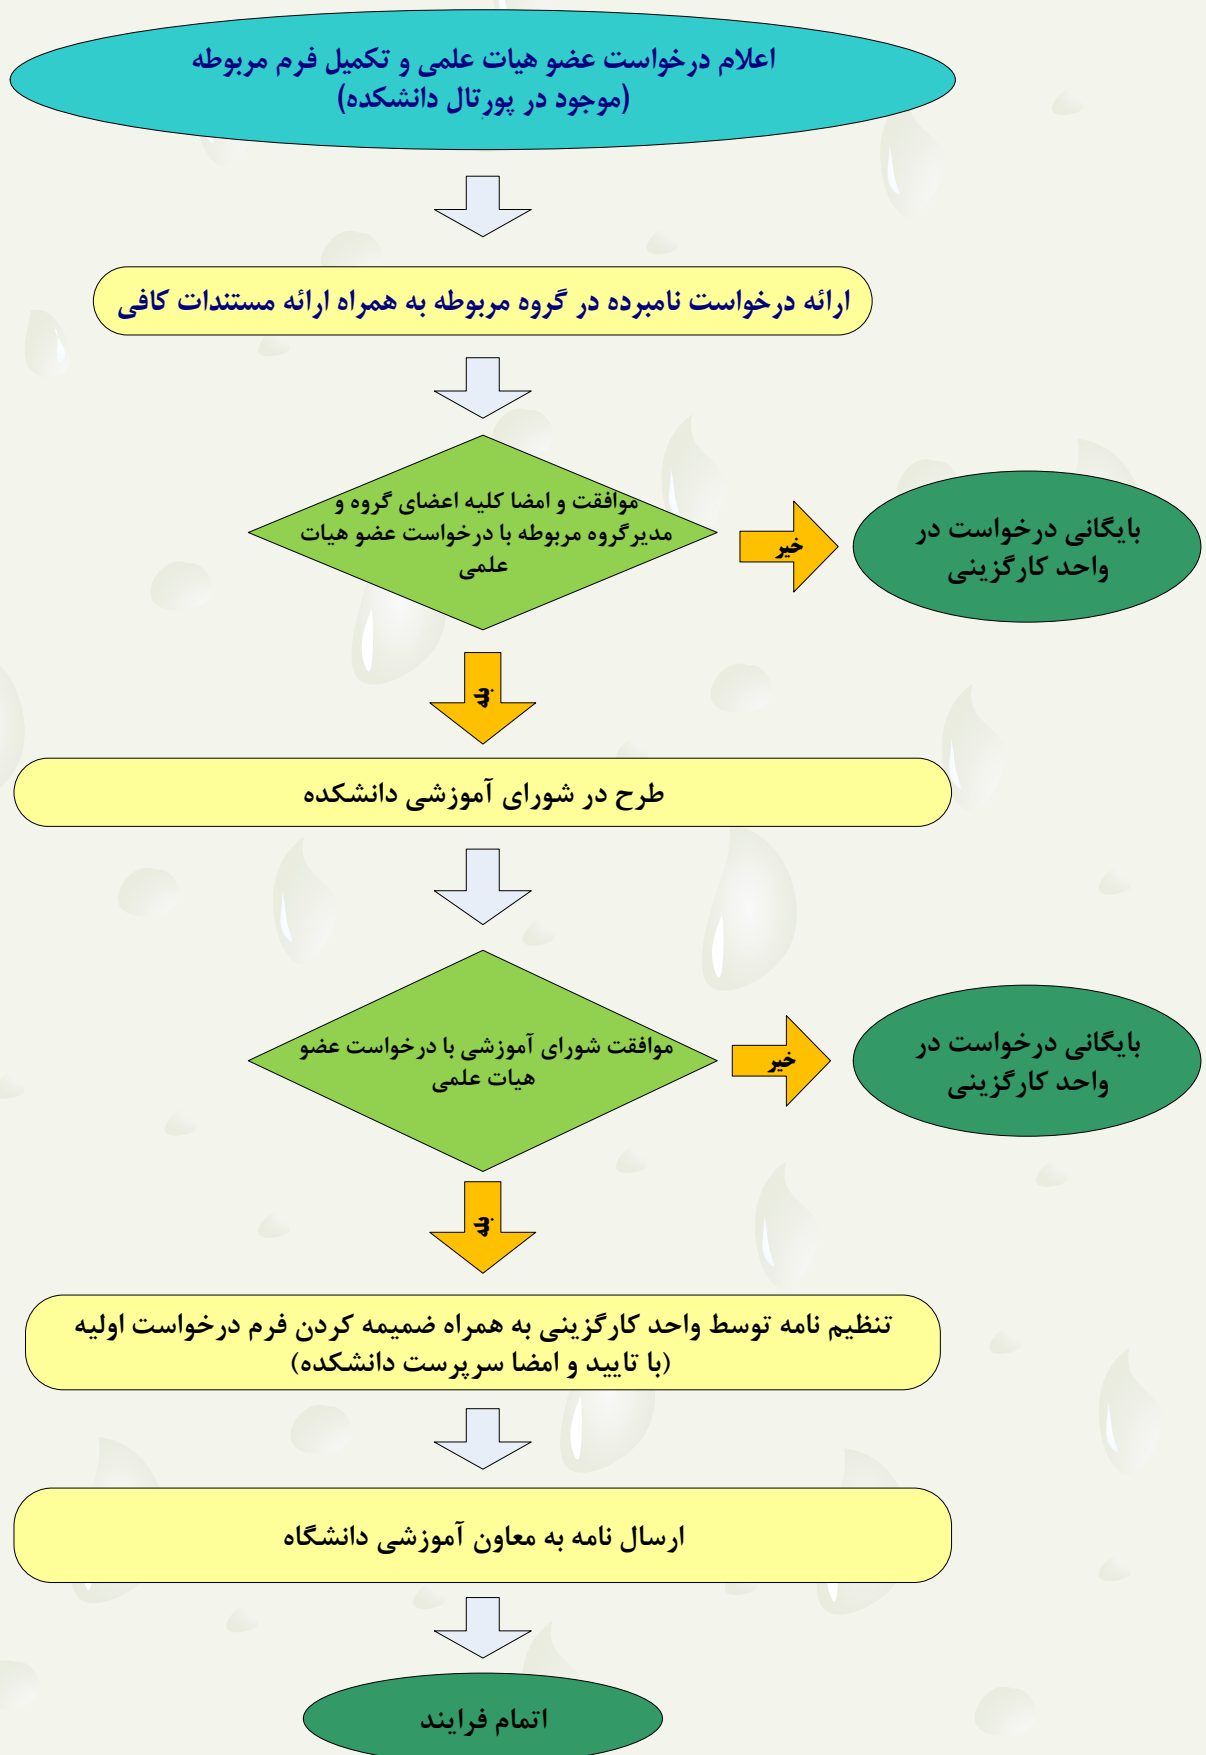 اعلام درخواست عضو هیات علمی و تکمیل فرم مربوطه
(موجود در پورتال دانشکده)
ارائه درخواست نامبرده در گروه مربوطه به همراه ارائه مستندات کافی
موافقت و امضا کلیه اعضای گروه و
مدیرگروه مربوطه با درخواست عضو هیات
علمی
خیر
بایگانی درخواست در
واحد کارگزینی
بله
طرح در شورای آموزشی دانشکده
موافقت شورای آموزشی با درخواست عضو
هیات علمی
خیر
بایگانی درخواست در
واحد کارگزینی
بله
تنظیم نامه توسط واحد کارگزینی به همراه ضمیمه کردن فرم درخواست اولیه
(با تایید و امضا سرپرست دانشکده)
ارسال نامه به معاون آموزشی دانشگاه
اتمام فرایند